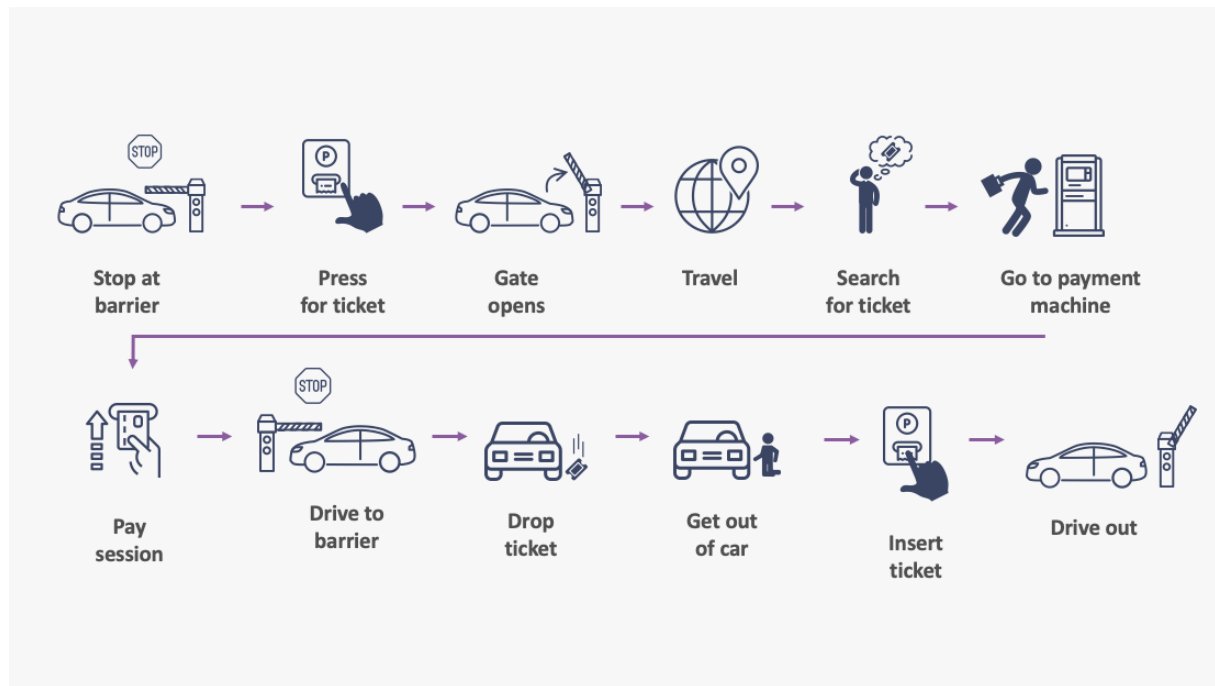 STOP
P
Stop at
barrier
Press
for ticket
Gate
opens
Travel
Search
for ticket
Go to payment
machine
STOP
P
Pay
session
Drive to
barrier
Drop
ticket
Get out
of car
Insert
ticket
Drive out